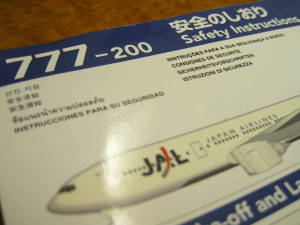 777-200
安全のしおり
Safety Instructions
INSTRUÇÕES PARA A SUA SEGURANÇA A BORDO
CONSIGNES DE SÉCURITÉ
SICHERHEITSVORSCHRIFTEN
ISTRUZIONI DI SICUREZZA
안전 지침
安全須知
安全须知
ข้อแนะนำความปลอดภัย
INSTRUCCIONES PARA SU SEGURIDAD
JAL
JAPAN AIRLINES
-off and La